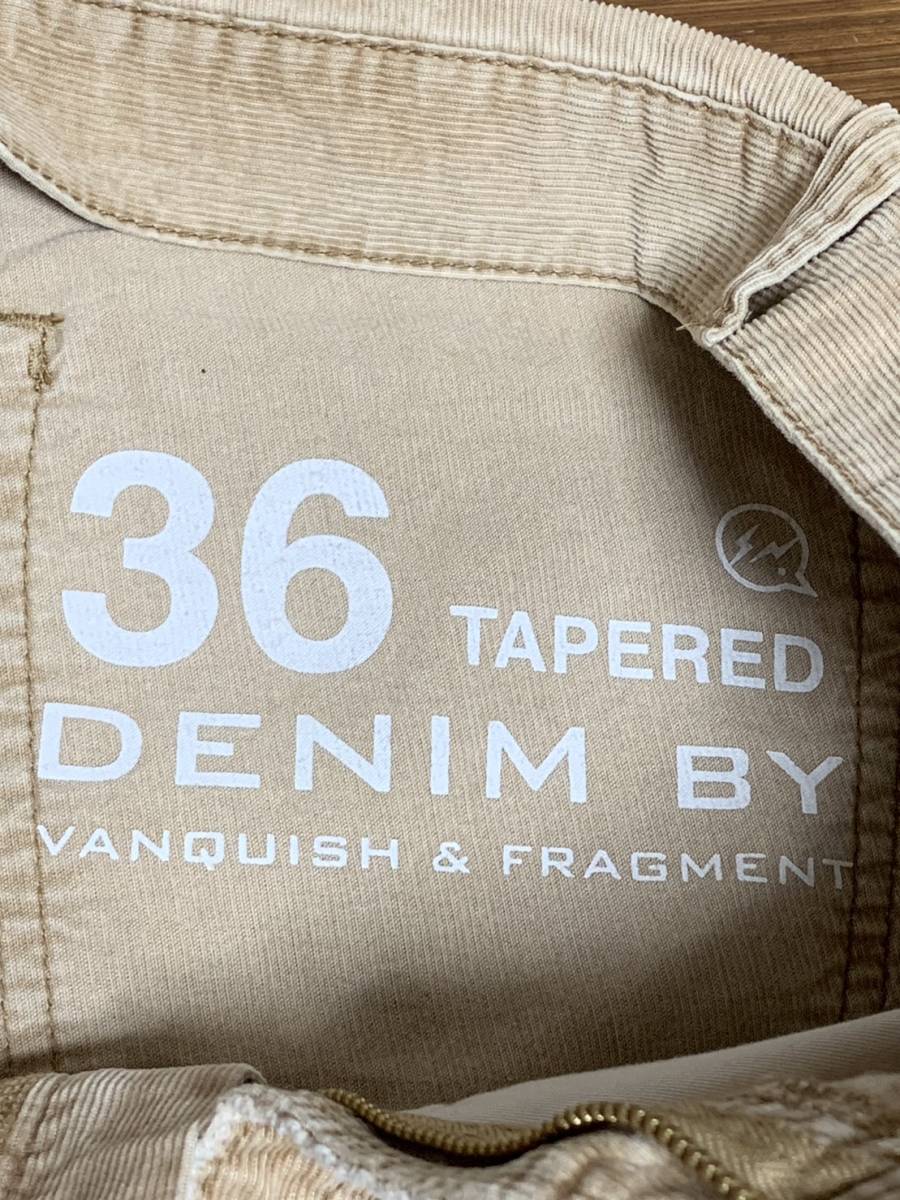 36 TAPERED
DENIM BY
VANQUISH & FRAGMENT